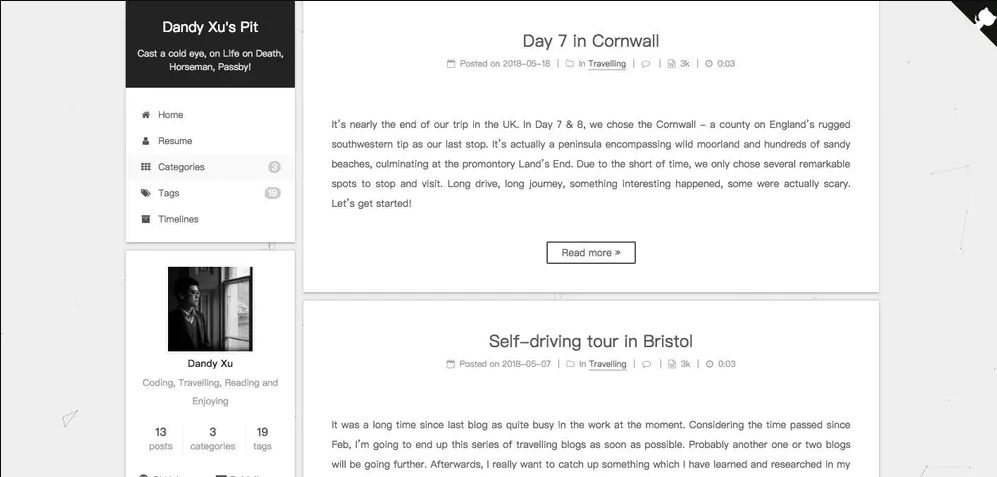 Dandy Xu's Pit
Cast a cold eye, on Life on Death,
Horseman, Passby!
Home
Resume
Categories 3
Tags 19
Timelines
Dandy Xu
Coding, Travelling, Reading and
Enjoying
13 3 19
posts categories tags
Day 7 in Cornwall
Posted on 2018-05-18 | In Travelling | | 3k | 0:03
It's nearly the end of our trip in the UK. In Day 7 & 8, we chose the Cornwall - a county on England's rugged
southwestern tip as our last stop. It's actually a peninsula encompassing wild moorland and hundreds of sandy
beaches, culminating at the promontory Land's End. Due to the short of time, we only chose several remarkable
spots to stop and visit. Long drive, long journey, something interesting happened, some were actually scary.
Let's get started!
Read more »
Self-driving tour in Bristol
Posted on 2018-05-07 | In Travelling | | 3k | 0:03
It was a long time since last blog as quite busy in the work at the moment. Considering the time passed since
Feb, I'm going to end up this series of travelling blogs as soon as possible. Probably another one or two blogs
will be going further. Afterwards, I really want to catch up something which I have learned and researched in my